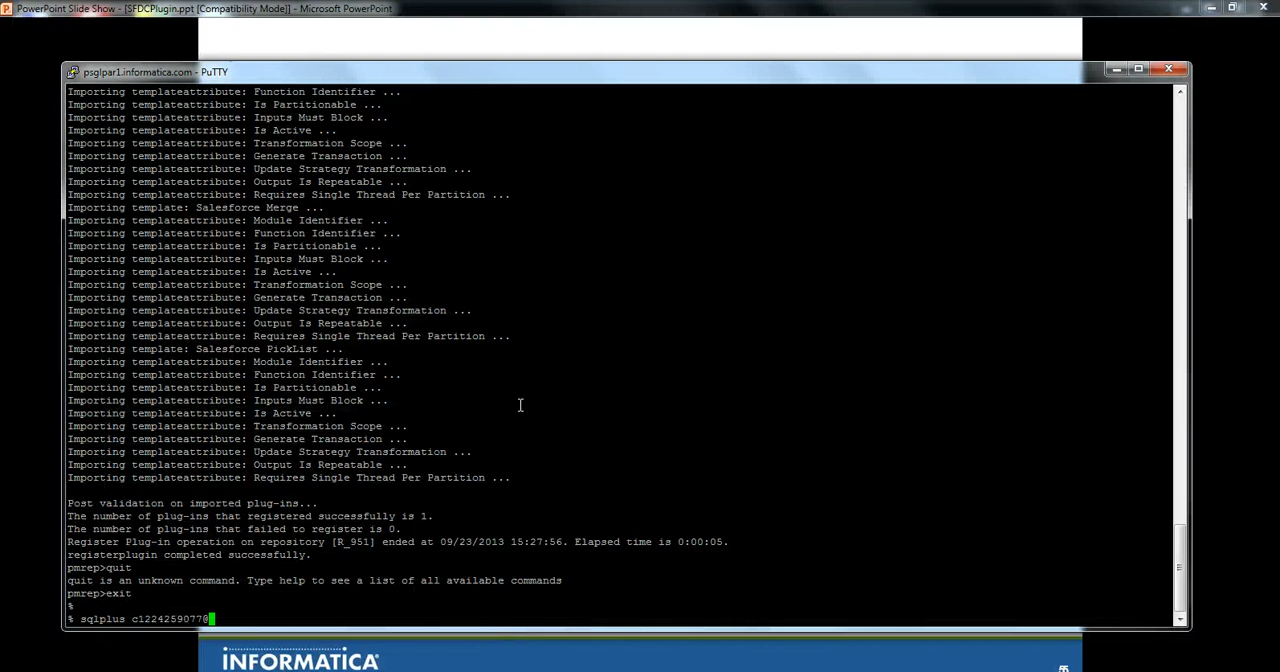 PowerPoint Slide Show - [SFDCPlugin.ppt [Compatibility Mode]] - Microsoft PowerPoint
psglpar1.informatica.com - PuTTY
Importing templateattribute: Function Identifier ...
Importing templateattribute: Is Partitionable ...
Importing templateattribute: Inputs Must Block ...
Importing templateattribute: Is Active ...
Importing templateattribute: Transformation Scope ...
Importing templateattribute: Generate Transaction ...
Importing templateattribute: Update Strategy Transformation ...
Importing templateattribute: Output Is Repeatable ...
Importing templateattribute: Requires Single Thread Per Partition ...
Importing template: Salesforce Merge ...
Importing templateattribute: Module Identifier ...
Importing templateattribute: Function Identifier ...
Importing templateattribute: Is Partitionable ...
Importing templateattribute: Inputs Must Block ...
Importing templateattribute: Is Active ...
Importing templateattribute: Transformation Scope ...
Importing templateattribute: Generate Transaction ...
Importing templateattribute: Update Strategy Transformation ...
Importing templateattribute: Output Is Repeatable ...
Importing templateattribute: Requires Single Thread Per Partition ...
Importing template: Salesforce PickList ...
Importing templateattribute: Module Identifier ...
Importing templateattribute: Function Identifier ...
Importing templateattribute: Is Partitionable ...
Importing templateattribute: Inputs Must Block ...
Importing templateattribute: Is Active ...
Importing templateattribute: Transformation Scope ...
Importing templateattribute: Generate Transaction ...
Importing templateattribute: Update Strategy Transformation ...
Importing templateattribute: Output Is Repeatable ...
Importing templateattribute: Requires Single Thread Per Partition ...
Post validation on imported plug-ins...
The number of plug-ins that registered successfully is 1.
The number of plug-ins that failed to register is 0.
Register Plug-in operation on repository [R_951] ended at 09/23/2013 15:27:56. Elapsed time is 0:00:05.
registerplugin completed successfully.
pmrep>quit
quit is an unknown command. Type help to see a list of all available commands
pmrep>exit
%
% sqlplus c1224259077@
INFORMATICA